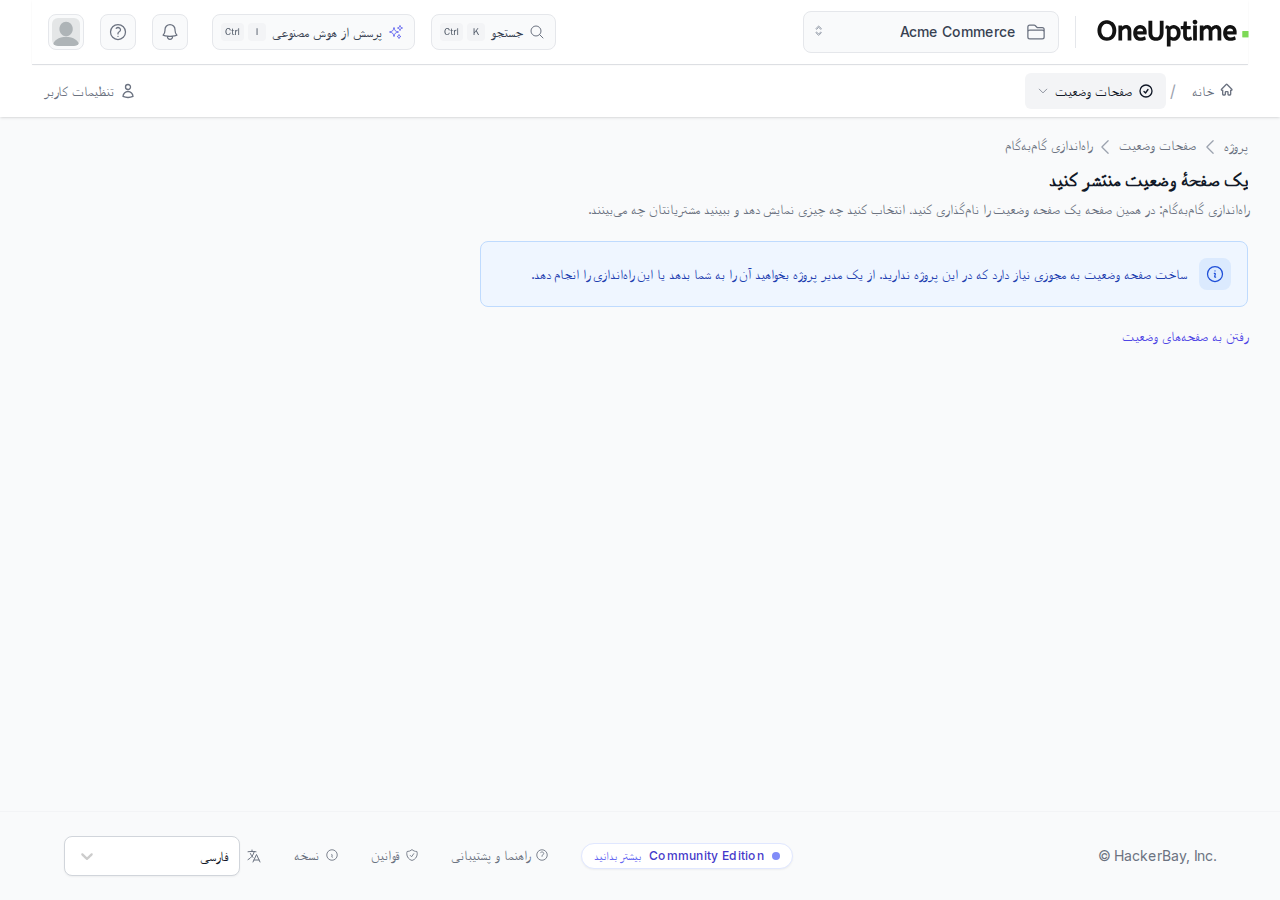 OneUptime
Acme Commerce
جستجو K Ctrl
پرسش از هوش مصنوعی I Ctrl
خانه / صفحات وضعیت
تنظیمات کاربر
پروژه
صفحات وضعیت
راه‌اندازی گام‌به‌گام
یک صفحهٔ وضعیت منتشر کنید
راه‌اندازی گام‌به‌گام: در همین صفحه یک صفحه وضعیت را نام‌گذاری کنید، انتخاب کنید چه چیزی نمایش دهد و ببینید مشتریانتان چه می‌بینند.
ساخت صفحه وضعیت به مجوزی نیاز دارد که در این پروژه ندارید. از یک مدیر پروژه بخواهید آن را به شما بدهد یا این راه‌اندازی را انجام دهد.
رفتن به صفحه‌های وضعیت
© HackerBay, Inc.
Community Edition بیشتر بدانید
راهنما و پشتیبانی
قوانین
نسخه
فارسی